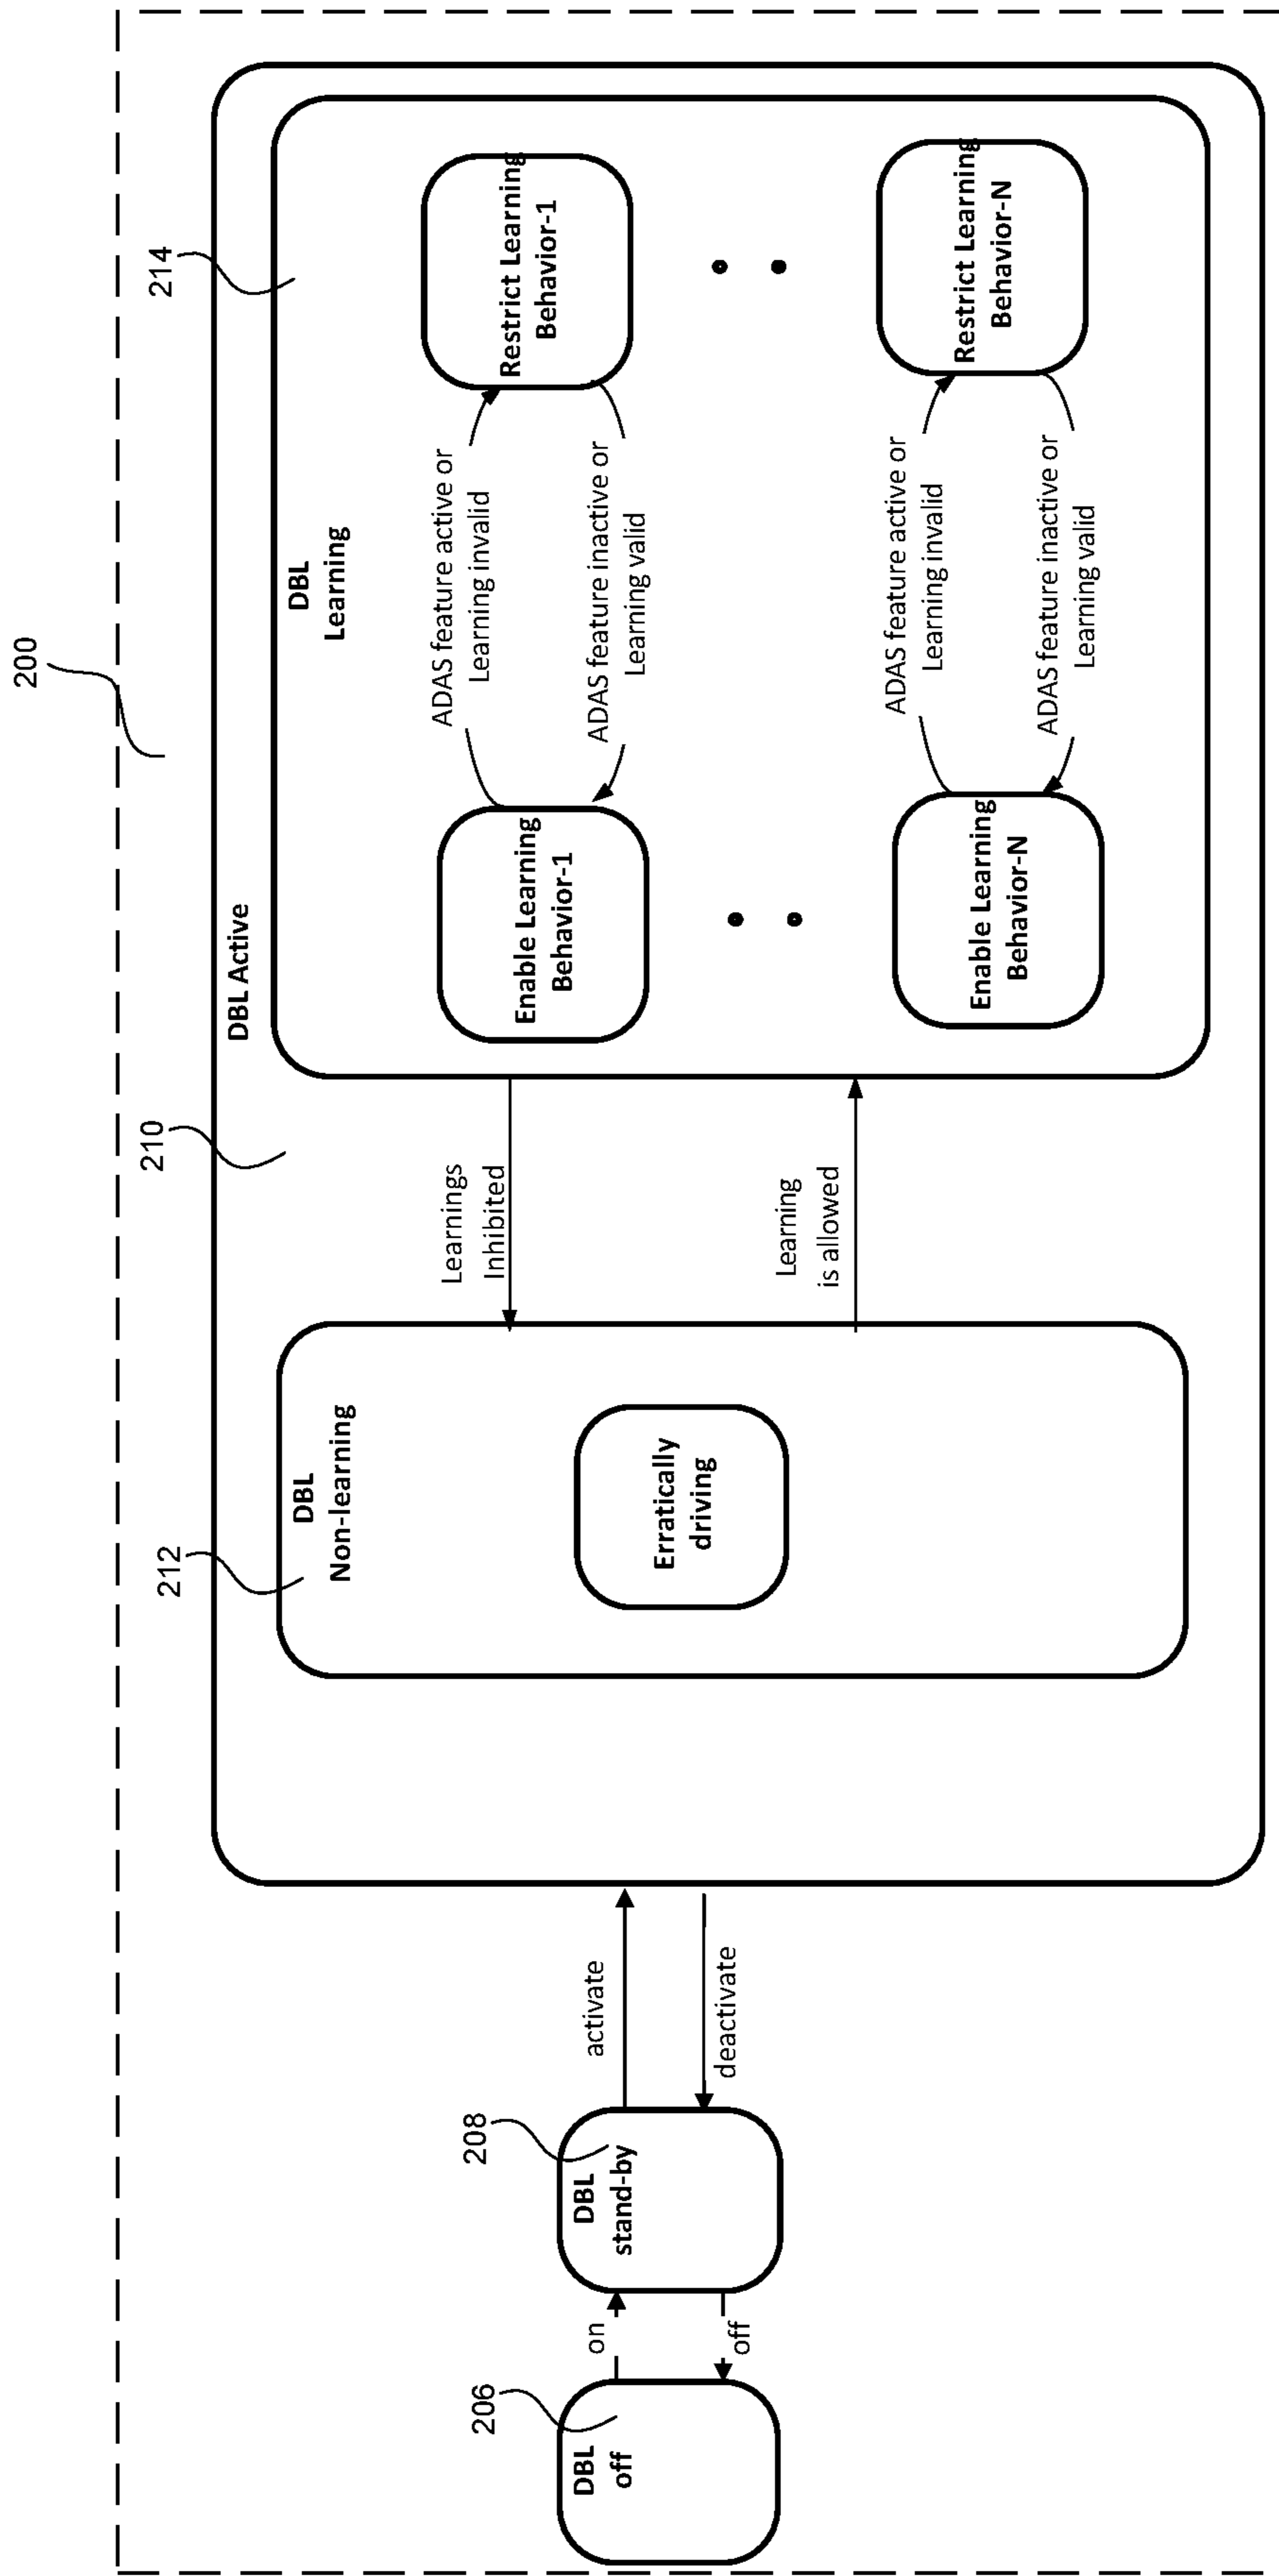 200
DBL Active
210
214
212
DBL
Learning
DBL
Non-learning
208
206
DBL
off
on
off
DBL
stand-by
activate
deactivate
Erratically
driving
Learnings
Inhibited
Learning
is allowed
Enable Learning
Behavior-1
ADAS feature active or
Learning invalid
ADAS feature inactive or
Learning valid
Restrict Learning
Behavior-1
Enable Learning
Behavior-N
ADAS feature active or
Learning invalid
ADAS feature inactive or
Learning valid
Restrict Learning
Behavior-N